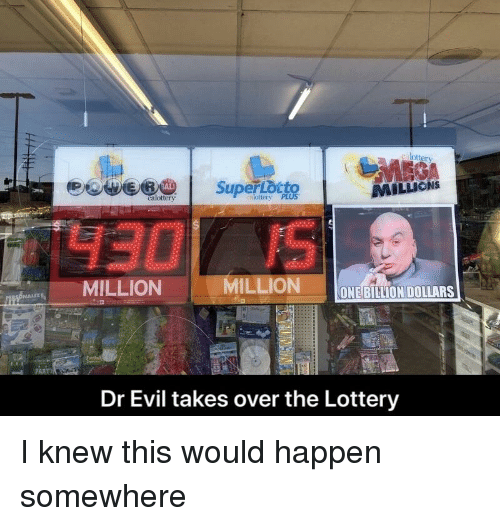 POWERBALL
calottery
SuperLotto
calottery PLUS
lottery
MEGA
MILLIONS
430
15
MILLION
MILLION
ONE BILLION DOLLARS
Dr Evil takes over the Lottery
I knew this would happen
somewhere